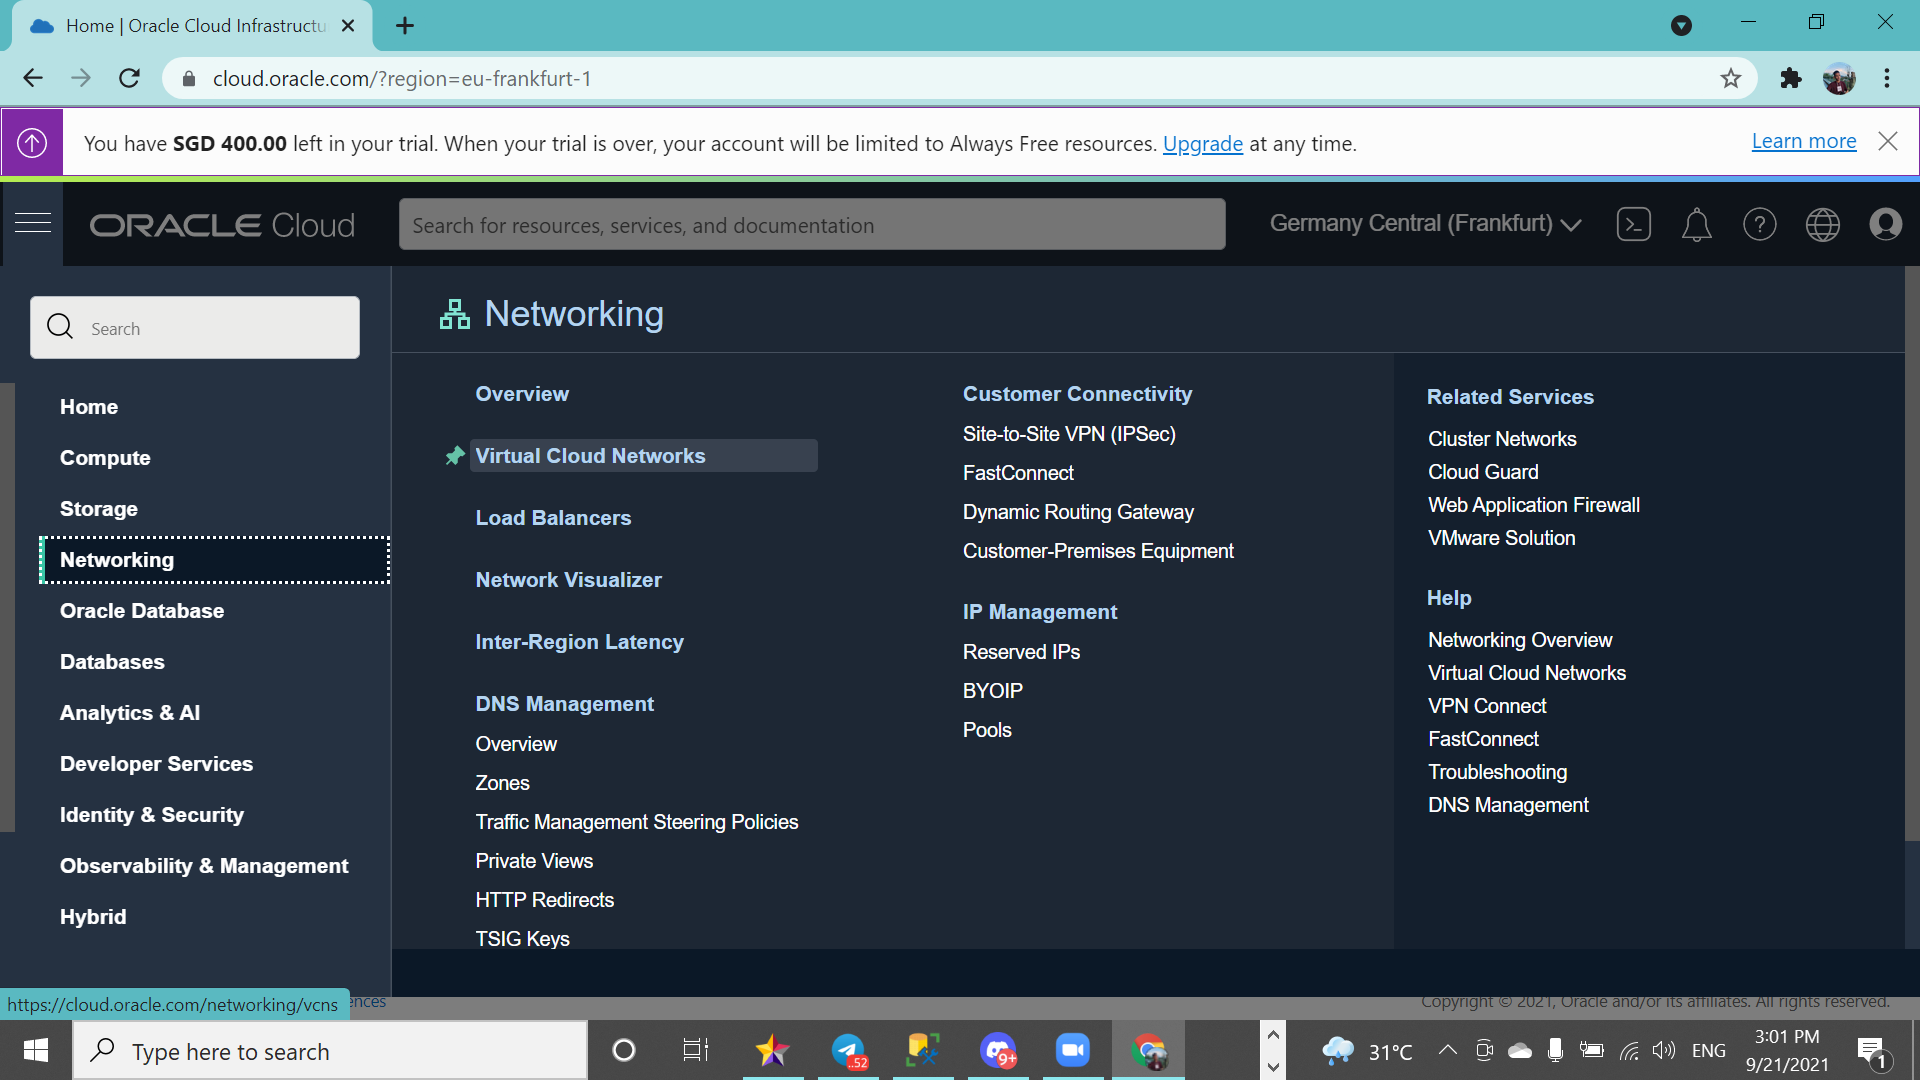 Home | Oracle Cloud Infrastructu
cloud.oracle.com/?region=eu-frankfurt-1
You have SGD 400.00 left in your trial. When your trial is over, your account will be limited to Always Free resources. Upgrade at any time.
Learn more
ORACLE Cloud
Search for resources, services, and documentation
Germany Central (Frankfurt)
Search
Home
Compute
Storage
Networking
Oracle Database
Databases
Analytics & AI
Developer Services
Identity & Security
Observability & Management
Hybrid
Networking
Overview
Virtual Cloud Networks
Load Balancers
Network Visualizer
Inter-Region Latency
DNS Management
Overview
Zones
Traffic Management Steering Policies
Private Views
HTTP Redirects
TSIG Keys
Customer Connectivity
Site-to-Site VPN (IPSec)
FastConnect
Dynamic Routing Gateway
Customer-Premises Equipment
IP Management
Reserved IPs
BYOIP
Pools
Related Services
Cluster Networks
Cloud Guard
Web Application Firewall
VMware Solution
Help
Networking Overview
Virtual Cloud Networks
VPN Connect
FastConnect
Troubleshooting
DNS Management
https://cloud.oracle.com/networking/vcns
ences
Copyright © 2021, Oracle and/or its affiliates. All rights reserved.
Type here to search
..52
9+
31°C
ENG
3:01 PM
9/21/2021
1